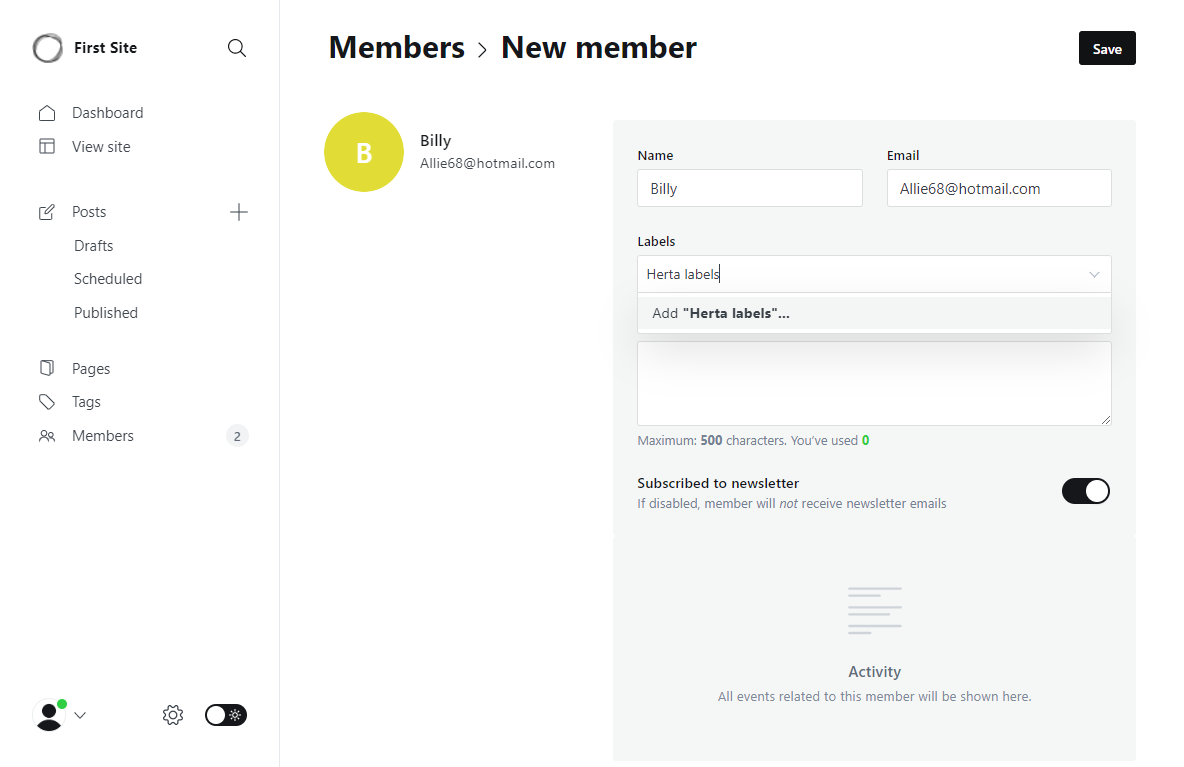 First Site
Members > New member
Save
Dashboard
View site
Posts
Drafts
Scheduled
Published
Pages
Tags
Members 2
B
Billy
Allie68@hotmail.com
Name
Email
Billy
Allie68@hotmail.com
Labels
Herta labels
Add "Herta labels"...
Maximum: 500 characters. You've used 0
Subscribed to newsletter
If disabled, member will not receive newsletter emails
Activity
All events related to this member will be shown here.